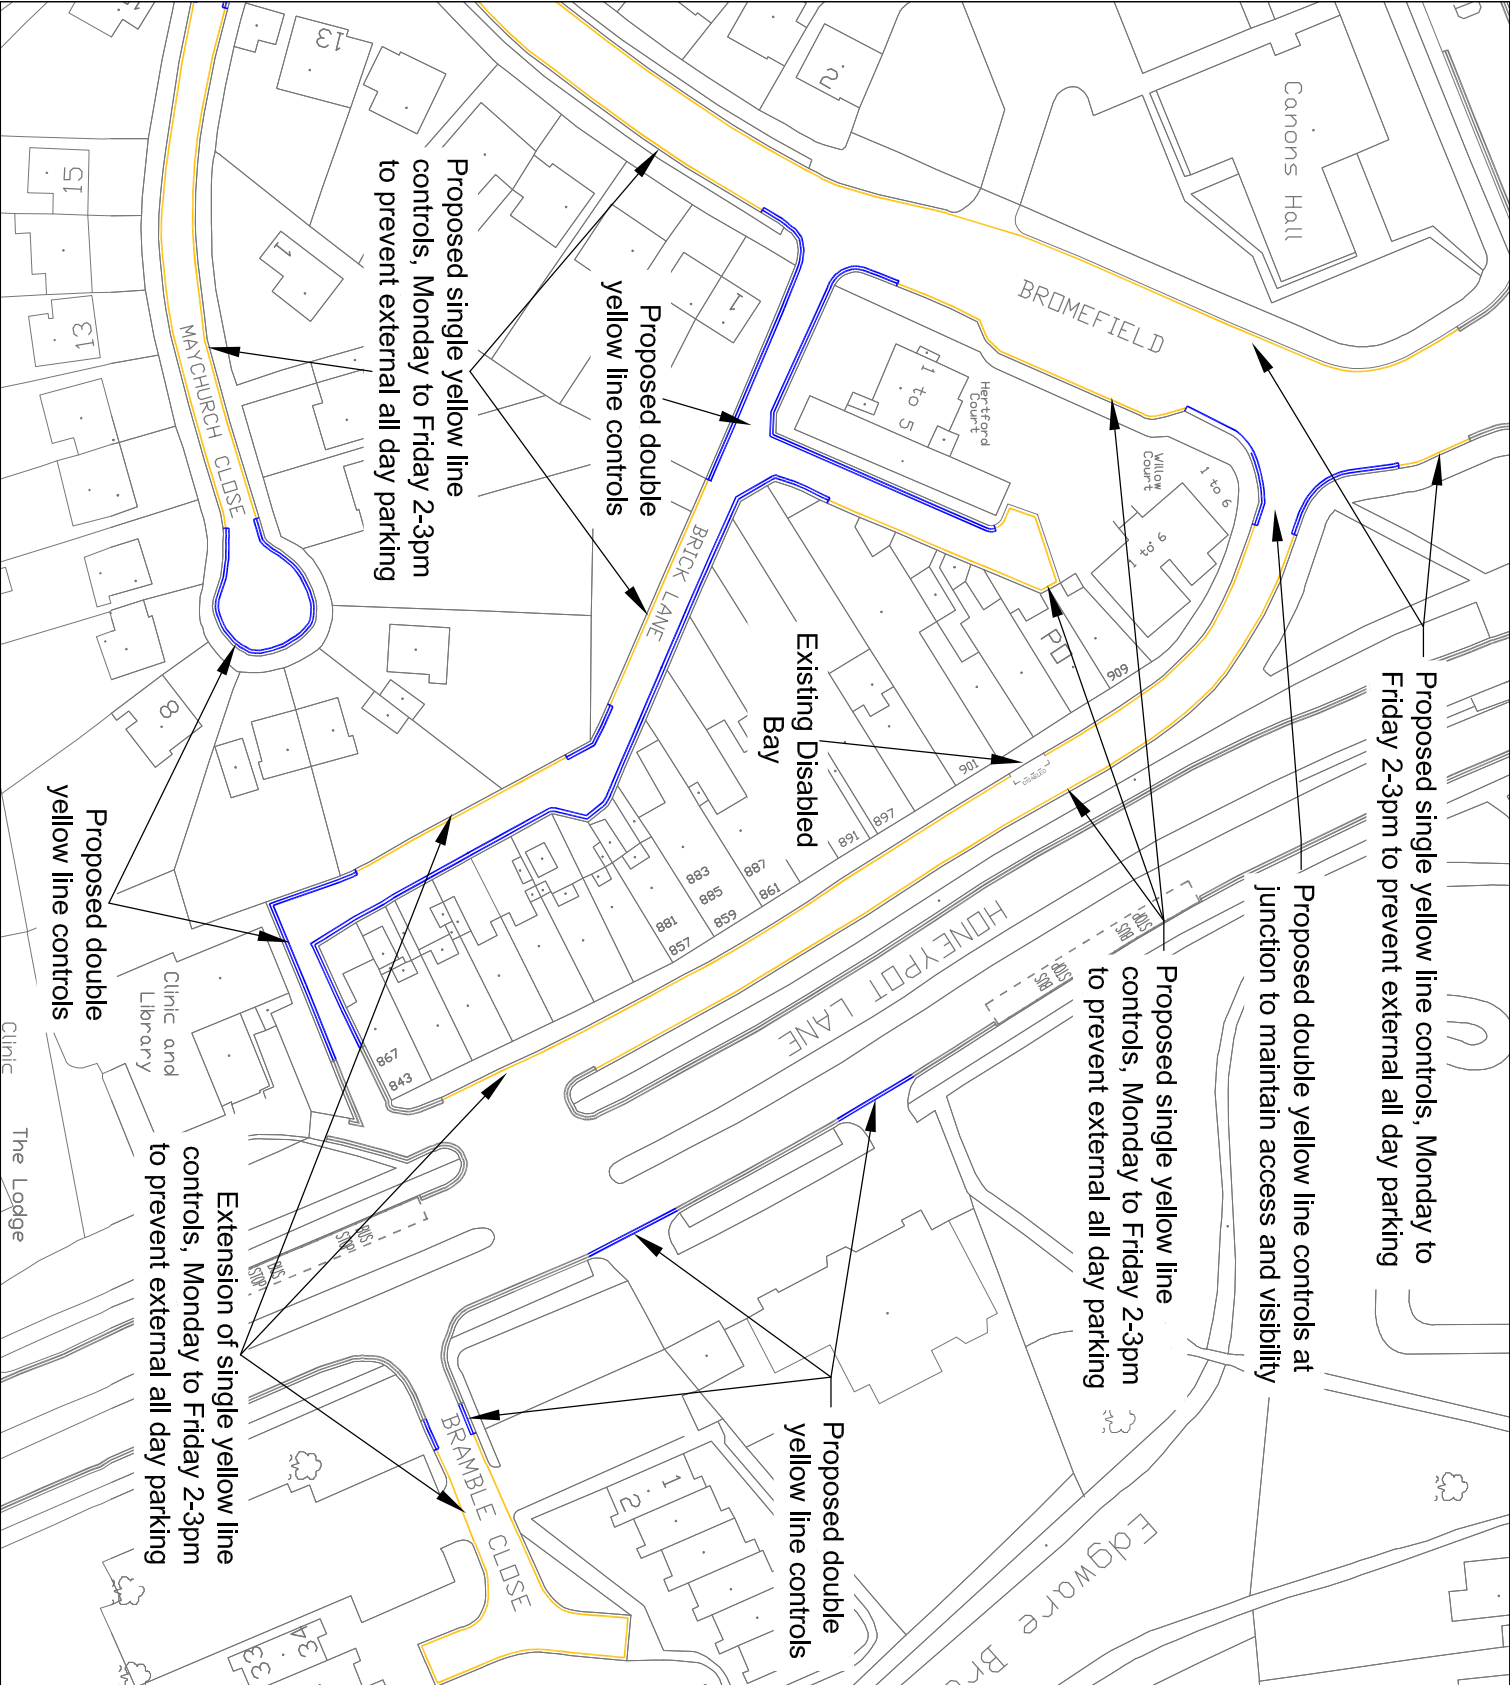 Proposed single yellow line controls, Monday to
Friday 2-3pm to prevent external all day parking
Proposed double yellow line controls at
junction to maintain access and visibility
Proposed single yellow line
controls, Monday to Friday 2-3pm
to prevent external all day parking
Existing Disabled
Bay
Proposed double
yellow line controls
Proposed single yellow line
controls, Monday to Friday 2-3pm
to prevent external all day parking
Proposed double
yellow line controls
Proposed double
yellow line controls
Extension of single yellow line
controls, Monday to Friday 2-3pm
to prevent external all day parking
Canons Hall
BROMEFIELD
Hertford
Court
1 to 5
Willow
Court
1 to 6
1 to 6
PO
909
901
897
891
887
883
885
861
859
881
857
867
843
DISABLED
HONEYPOT LANE
BUS
STOP
BUS
STOP
BUS
STOP
BUS
STOP
BRICK LANE
MAYCHURCH CLOSE
BRAMBLE CLOSE
Clinic and
Library
Clinic
The Lodge
Edgware Bro
2
13
15
1
13
1
8
1
2
34
33